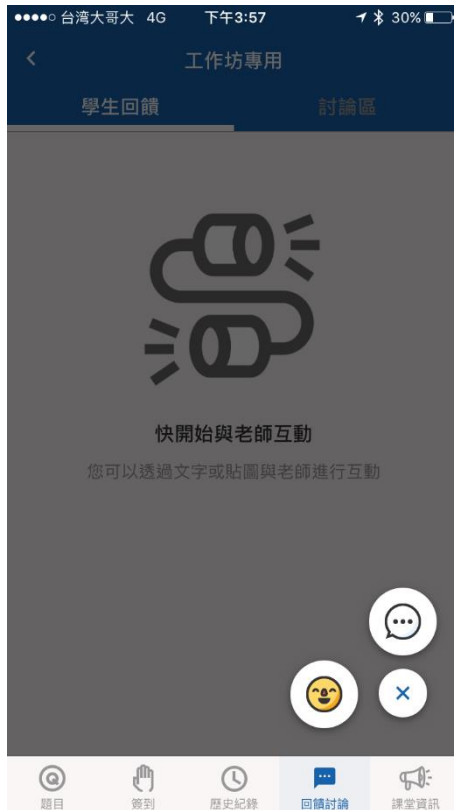 台湾大哥大 4G 下午3:57 30%
工作坊專用
學生回饋 討論區
快開始與老師互動
您可以透過文字或貼圖與老師進行互動
Q
題目 簽到 歷史紀錄 回饋討論 課堂資訊